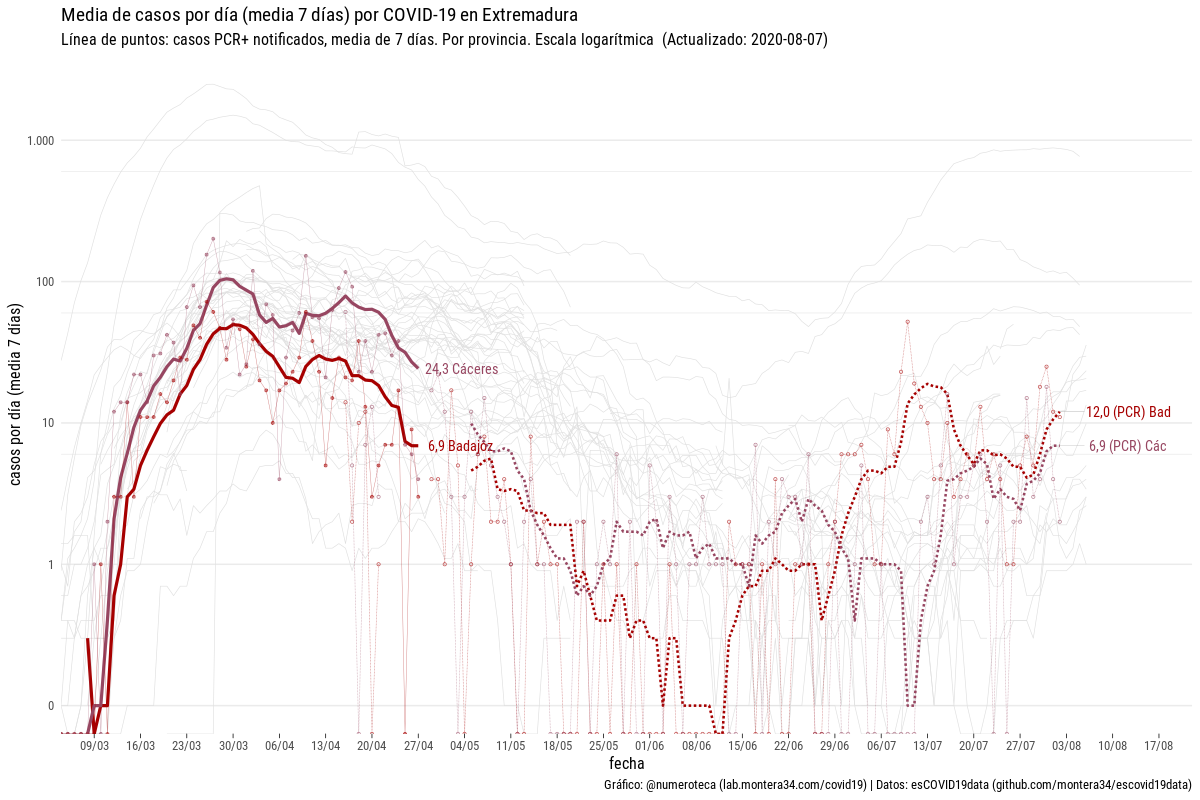 Media de casos por día (media 7 días) por COVID-19 en Extremadura
Línea de puntos: casos PCR+ notificados, media de 7 días. Por provincia. Escala logarítmica (Actualizado: 2020-08-07)
casos por día (media 7 días)
1.000
100
10
1
0
24,3 Cáceres
6,9 Badajoz
12,0 (PCR) Bad
6,9 (PCR) Các
09/03 16/03 23/03 30/03 06/04 13/04 20/04 27/04 04/05 11/05 18/05 25/05 01/06 08/06 15/06 22/06 29/06 06/07 13/07 20/07 27/07 03/08 10/08 17/08
fecha
Gráfico: @numeroteca (lab.montera34.com/covid19) | Datos: esCOVID19data (github.com/montera34/escovid19data)